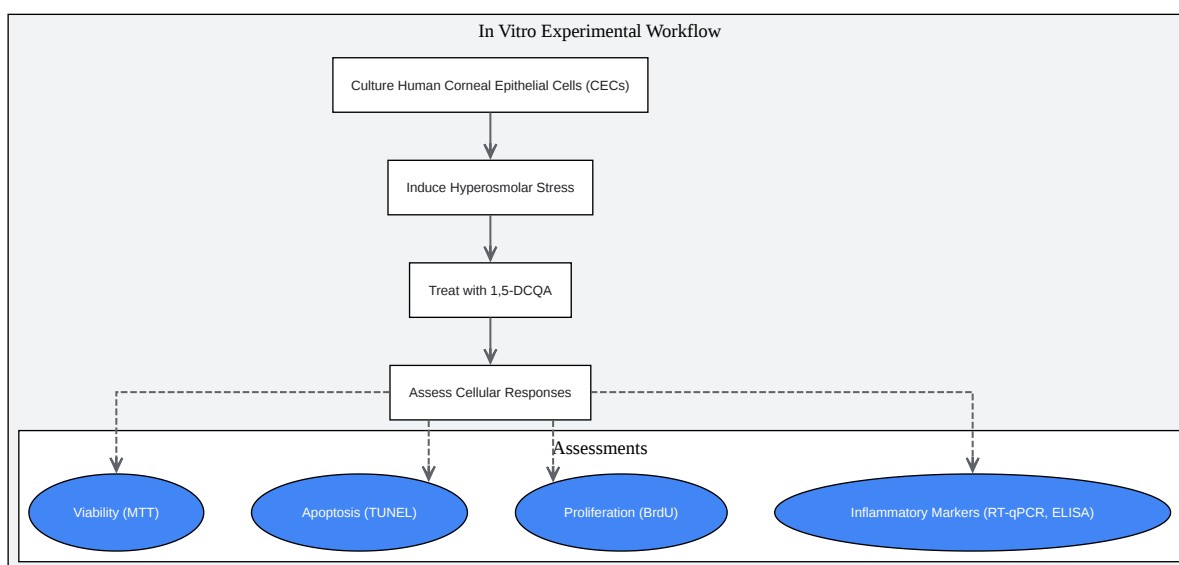 In Vitro Experimental Workflow
Culture Human Corneal Epithelial Cells (CECs)
Induce Hyperosmolar Stress
Treat with 1,5-DCQA
Assess Cellular Responses
Assessments
Viability (MTT)
Apoptosis (TUNEL)
Proliferation (BrdU)
Inflammatory Markers (RT-qPCR, ELISA)